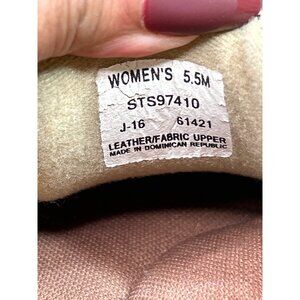 WOMEN'S 5.5M
STS97410
J-16 61421
LEATHER/FABRIC UPPER
MADE IN DOMINICAN REPUBLIC